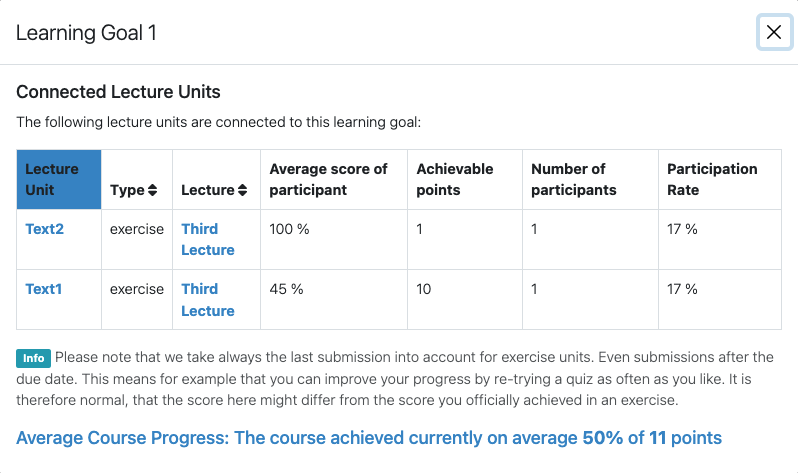 Learning Goal 1
Connected Lecture Units
The following lecture units are connected to this learning goal:
Lecture Unit Type Lecture Average score of participant Achievable points Number of participants Participation Rate
Text2 exercise Third Lecture 100 % 1 1 17 %
Text1 exercise Third Lecture 45 % 10 1 17 %
Info Please note that we take always the last submission into account for exercise units. Even submissions after the
due date. This means for example that you can improve your progress by re-trying a quiz as often as you like. It is
therefore normal, that the score here might differ from the score you officially achieved in an exercise.
Average Course Progress: The course achieved currently on average 50% of 11 points